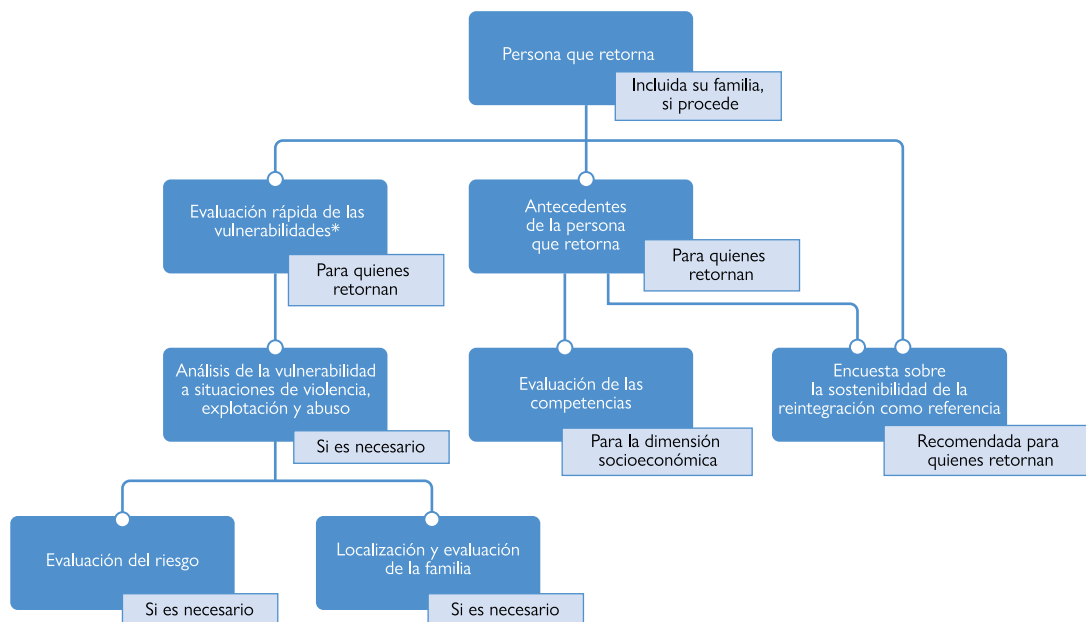 Persona que retorna
Incluida su familia,
si procede
Evaluación rápida de las
vulnerabilidades*
Para quienes
retornan
Antecedentes
de la persona
que retorna
Para quienes
retornan
Análisis de la vulnerabilidad
a situaciones de violencia,
explotación y abuso
Si es necesario
Evaluación de las
competencias
Para la dimensión
socioeconómica
Encuesta sobre
la sostenibilidad de la
reintegración como referencia
Recomendada para
quienes retornan
Evaluación del riesgo
Si es necesario
Localización y evaluación
de la familia
Si es necesario